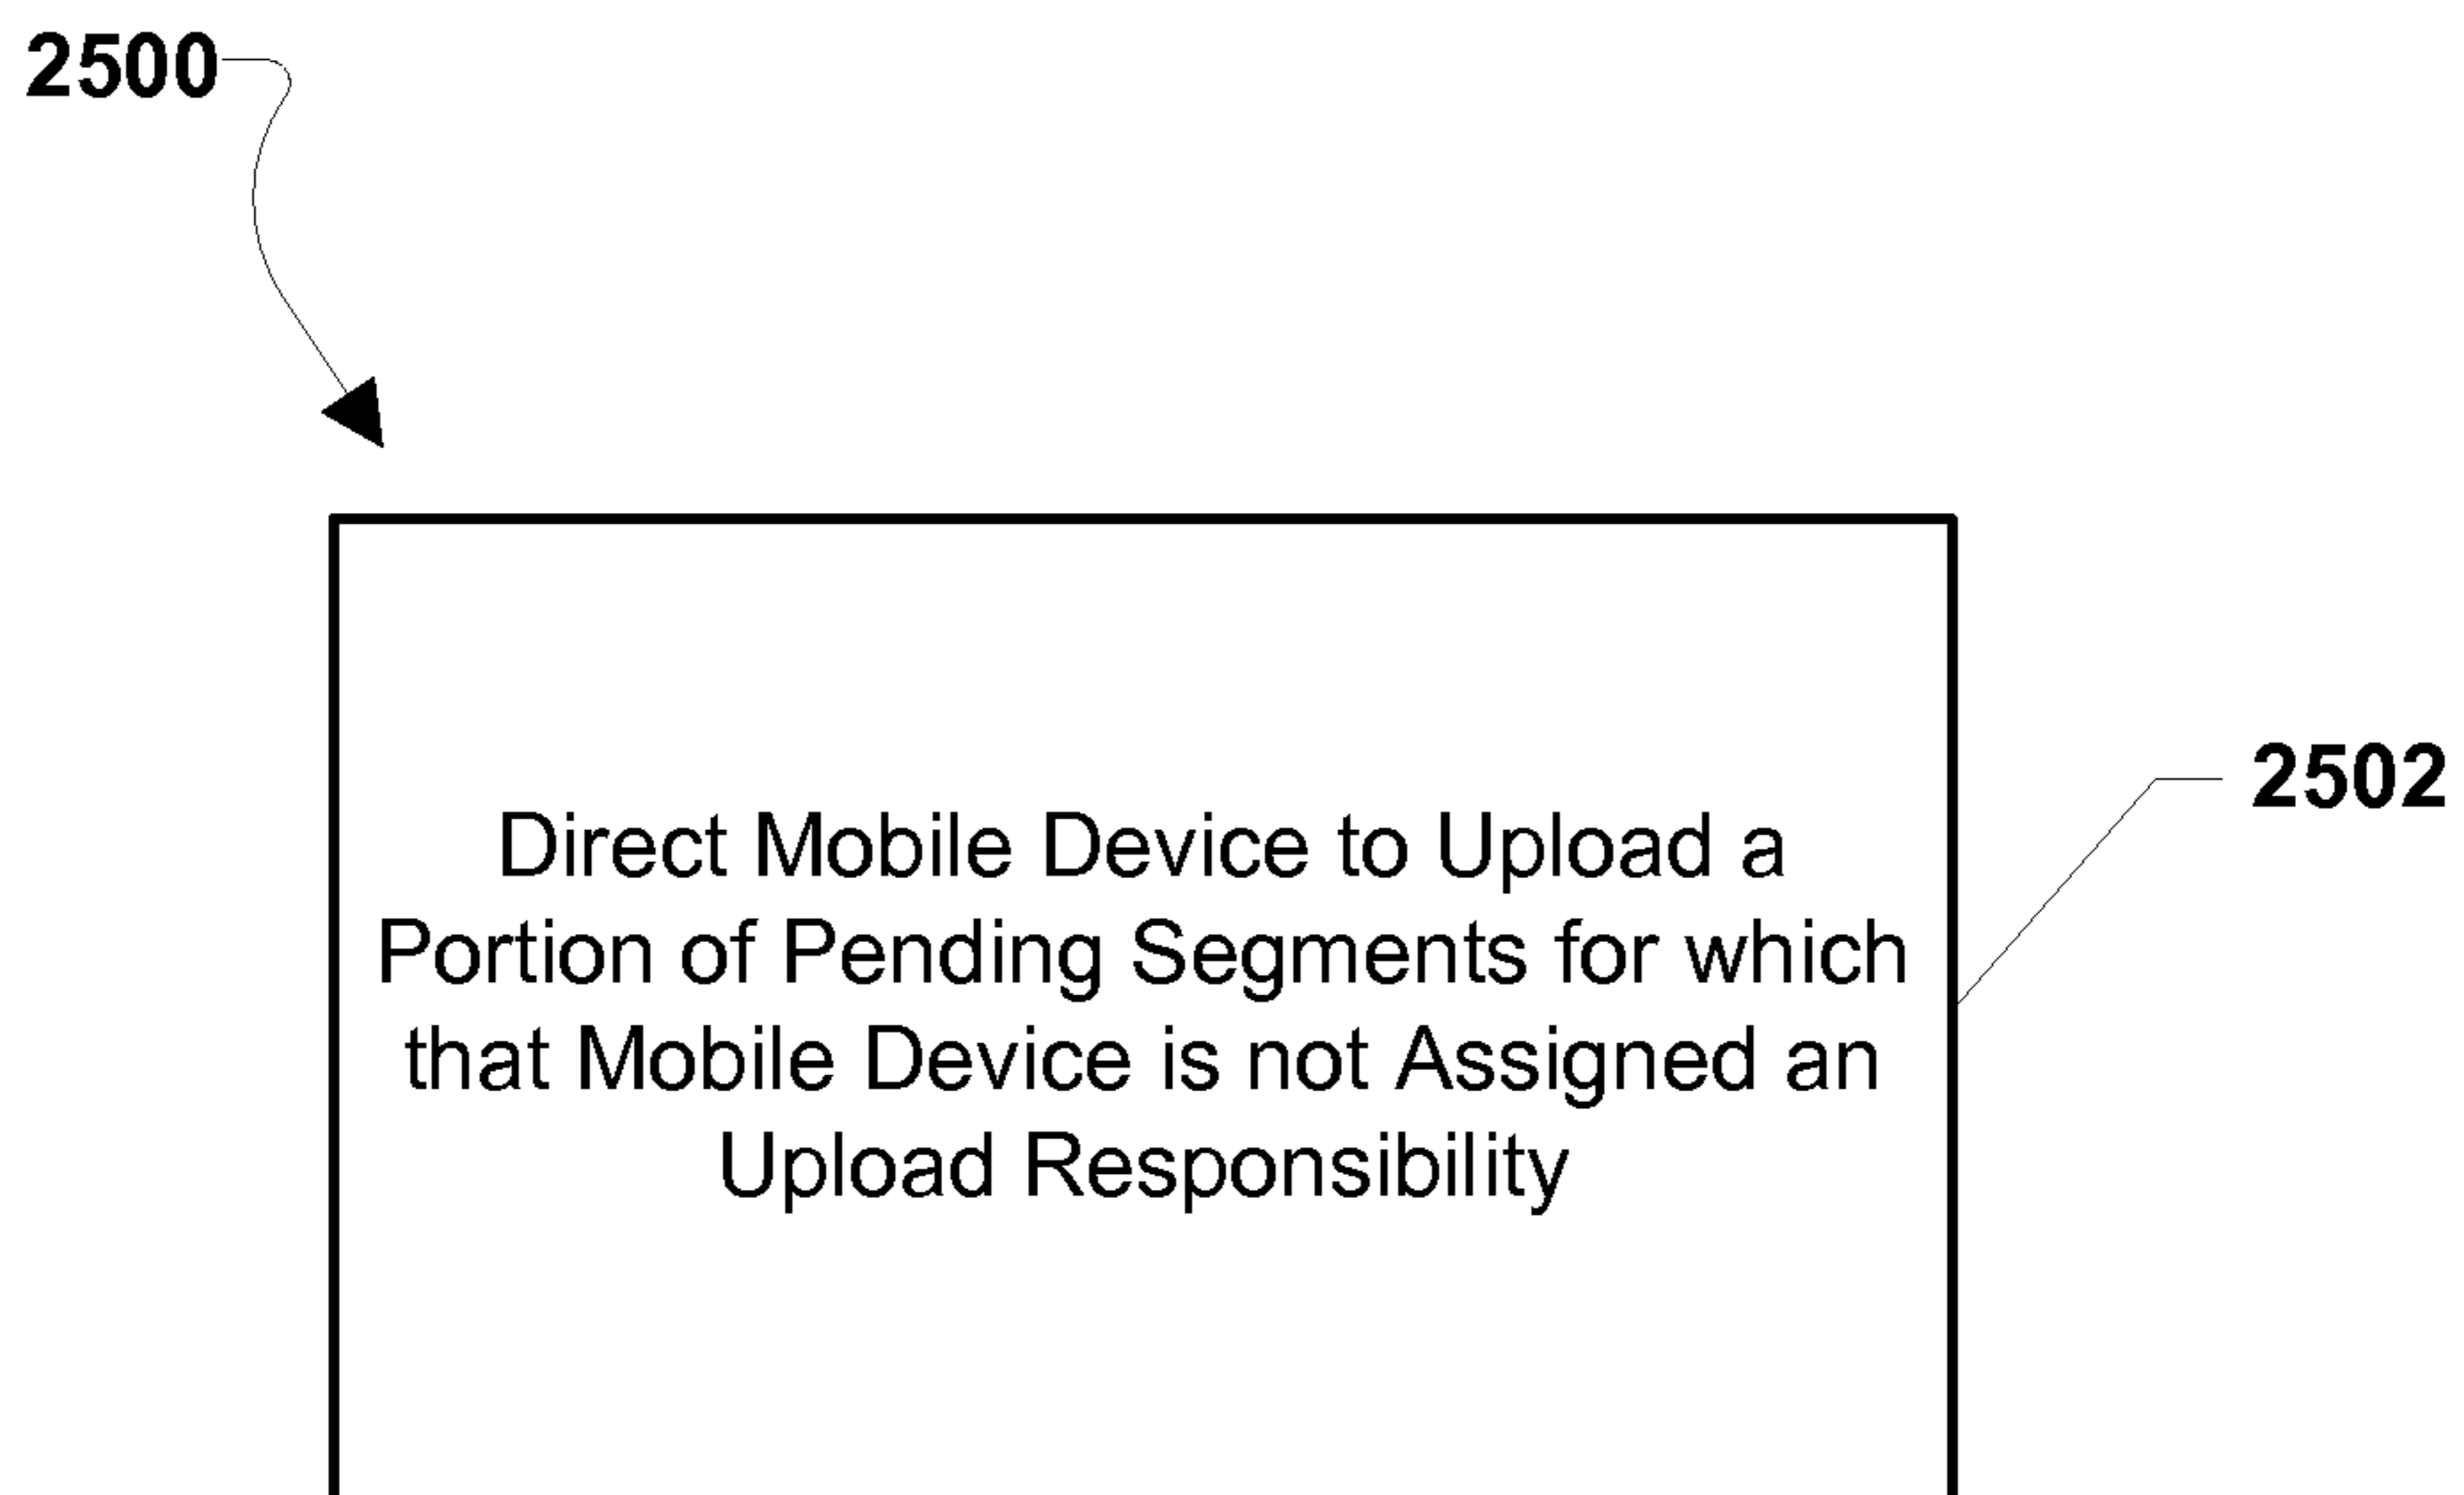 2500
2502
Direct Mobile Device to Upload a
Portion of Pending Segments for which
that Mobile Device is not Assigned an
Upload Responsibility